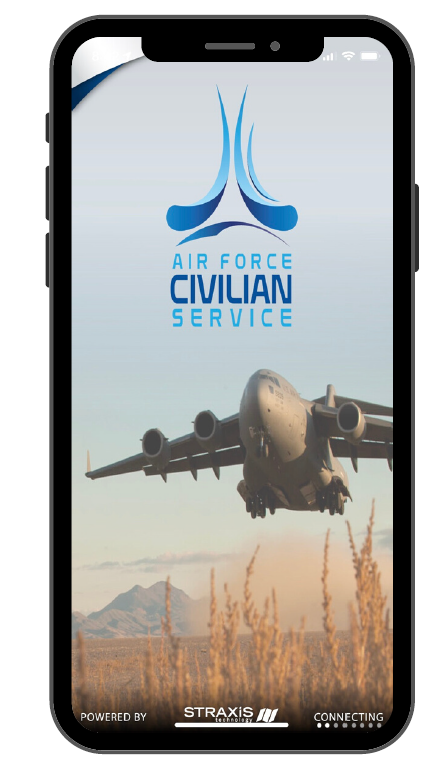 AIR FORCE
CIVILIAN
SERVICE
POWERED BY STRAXIS technology CONNECTING